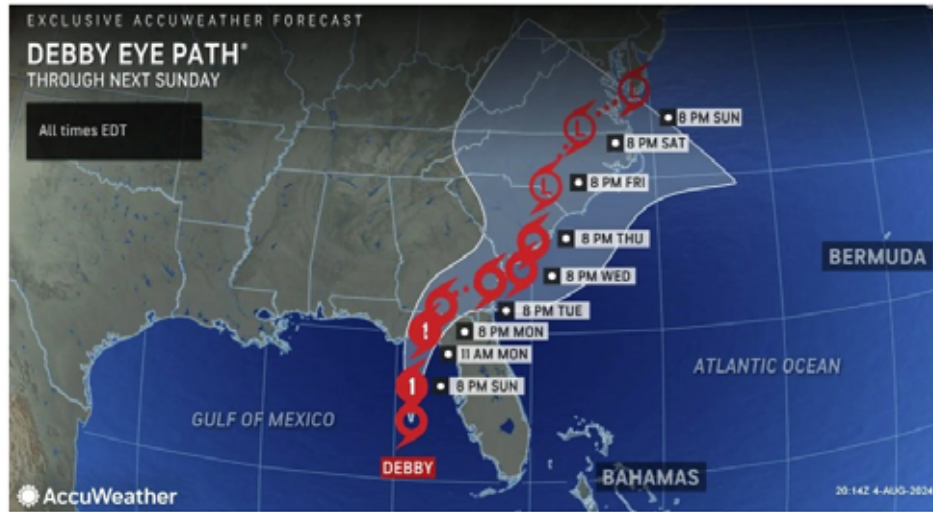 EXCLUSIVE ACCUWEATHER FORECAST
DEBBY EYE PATH®
THROUGH NEXT SUNDAY
All times EDT
L
8 PM SUN
L
8 PM SAT
L
8 PM FRI
8 PM THU
BERMUDA
8 PM WED
8 PM TUE
1
8 PM MON
11 AM MON
ATLANTIC OCEAN
1
8 PM SUN
GULF OF MEXICO
DEBBY
BAHAMAS
AccuWeather
20:14Z 4-AUG-2024